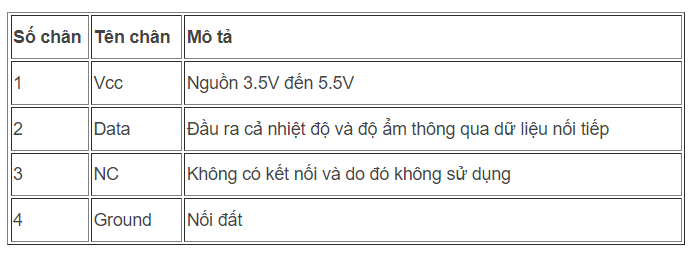 Số chân Tên chân Mô tả
1 Vcc Nguồn 3.5V đến 5.5V
2 Data Đầu ra cả nhiệt độ và độ ẩm thông qua dữ liệu nối tiếp
3 NC Không có kết nối và do đó không sử dụng
4 Ground Nối đất